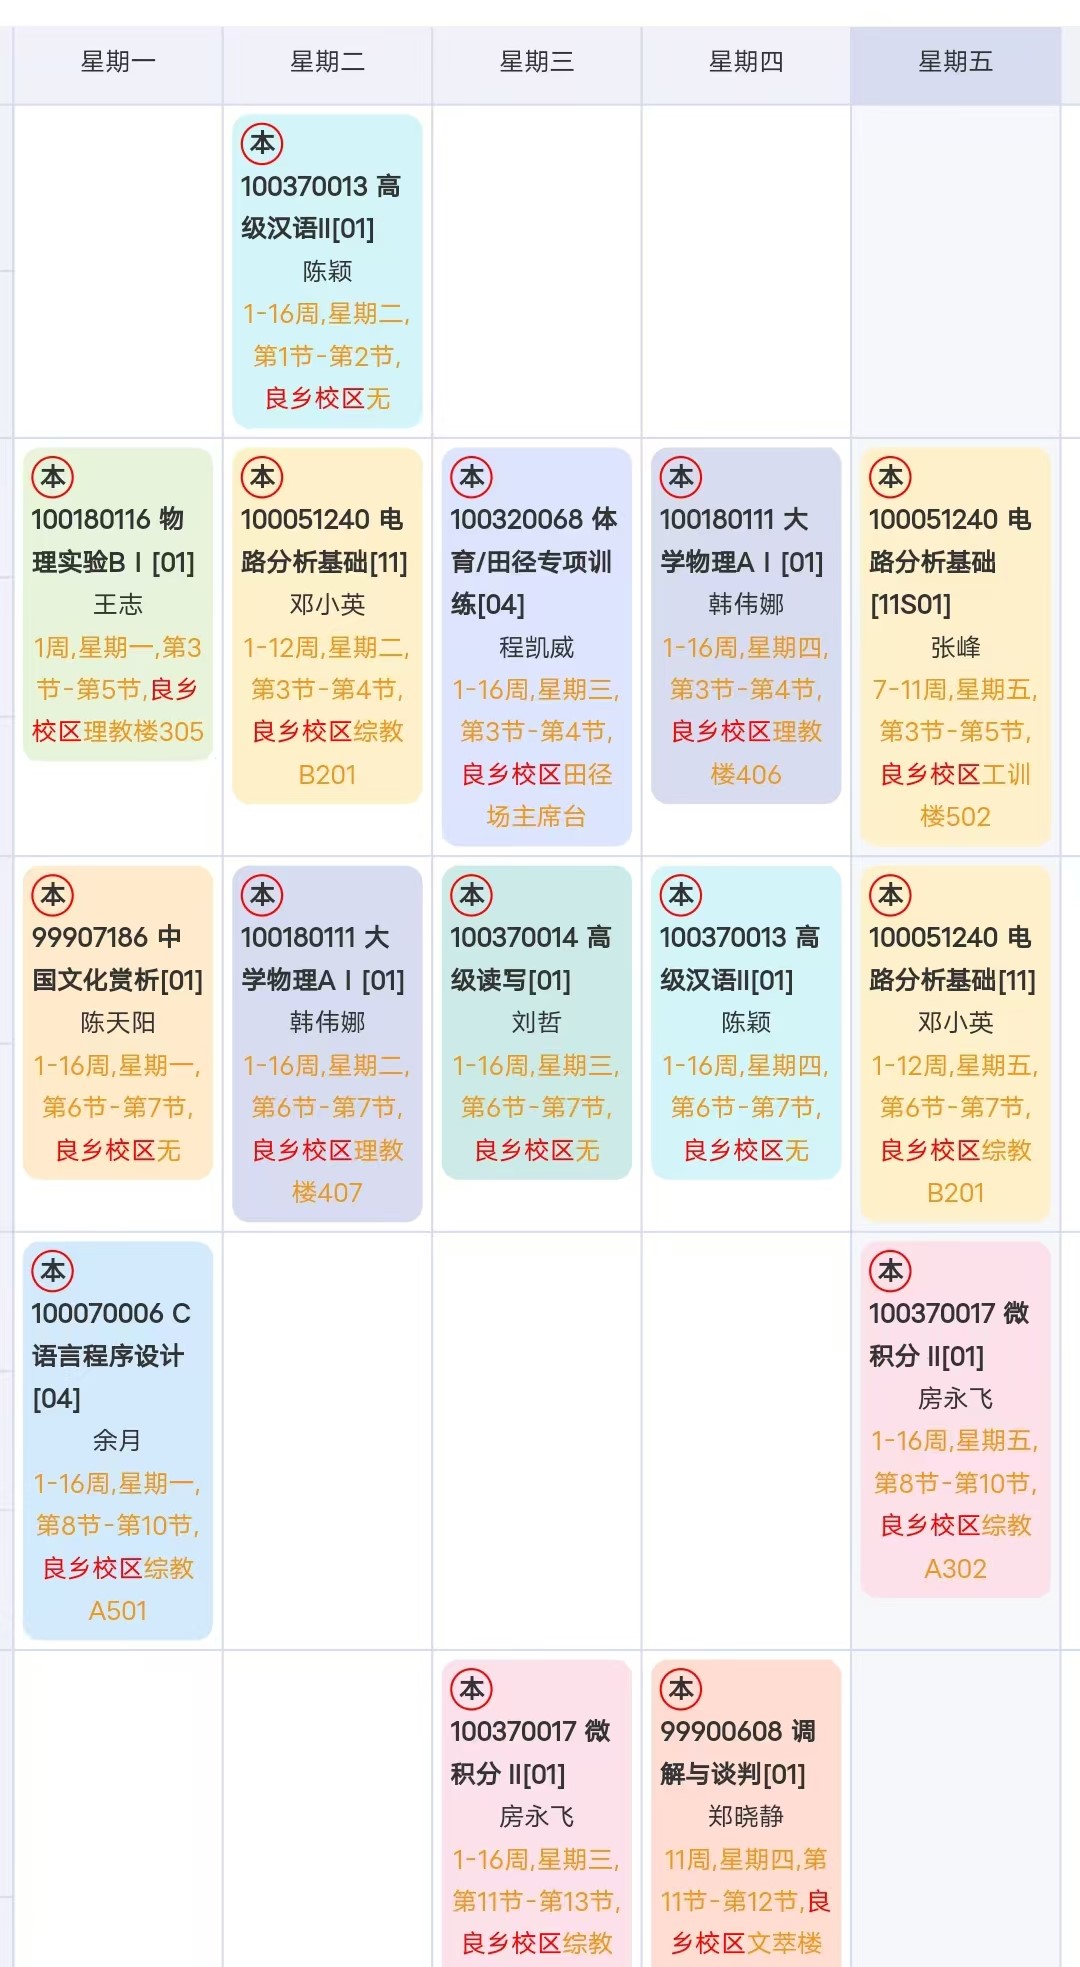 星期一
星期二
星期三
星期四
星期五
本
100370013 高
级汉语II[01]
陈颖
1-16周,星期二,
第1节-第2节,
良乡校区无
本
100180116 物
理实验BⅠ[01]
王志
1周,星期一,第3
节-第5节,良乡
校区理教楼305
本
100051240 电
路分析基础[11]
邓小英
1-12周,星期二,
第3节-第4节,
良乡校区综教
B201
本
100320068 体
育/田径专项训
练[04]
程凯威
1-16周,星期三,
第3节-第4节,
良乡校区田径
场主席台
本
100180111 大
学物理AⅠ[01]
韩伟娜
1-16周,星期四,
第3节-第4节,
良乡校区理教
楼406
本
100051240 电
路分析基础
[11S01]
张峰
7-11周,星期五,
第3节-第5节,
良乡校区工训
楼502
本
99907186 中
国文化赏析[01]
陈天阳
1-16周,星期一,
第6节-第7节,
良乡校区无
本
100180111 大
学物理AⅠ[01]
韩伟娜
1-16周,星期二,
第6节-第7节,
良乡校区理教
楼407
本
100370014 高
级读写[01]
刘哲
1-16周,星期三,
第6节-第7节,
良乡校区无
本
100370013 高
级汉语II[01]
陈颖
1-16周,星期四,
第6节-第7节,
良乡校区无
本
100051240 电
路分析基础[11]
邓小英
1-12周,星期五,
第6节-第7节,
良乡校区综教
B201
本
100070006 C
语言程序设计
[04]
余月
1-16周,星期一,
第8节-第10节,
良乡校区综教
A501
本
100370017 微
积分 II[01]
房永飞
1-16周,星期五,
第8节-第10节,
良乡校区综教
A302
本
100370017 微
积分 II[01]
房永飞
1-16周,星期三,
第11节-第13节,
良乡校区综教
本
99900608 调
解与谈判[01]
郑晓静
11周,星期四,第
11节-第12节,良
乡校区文萃楼